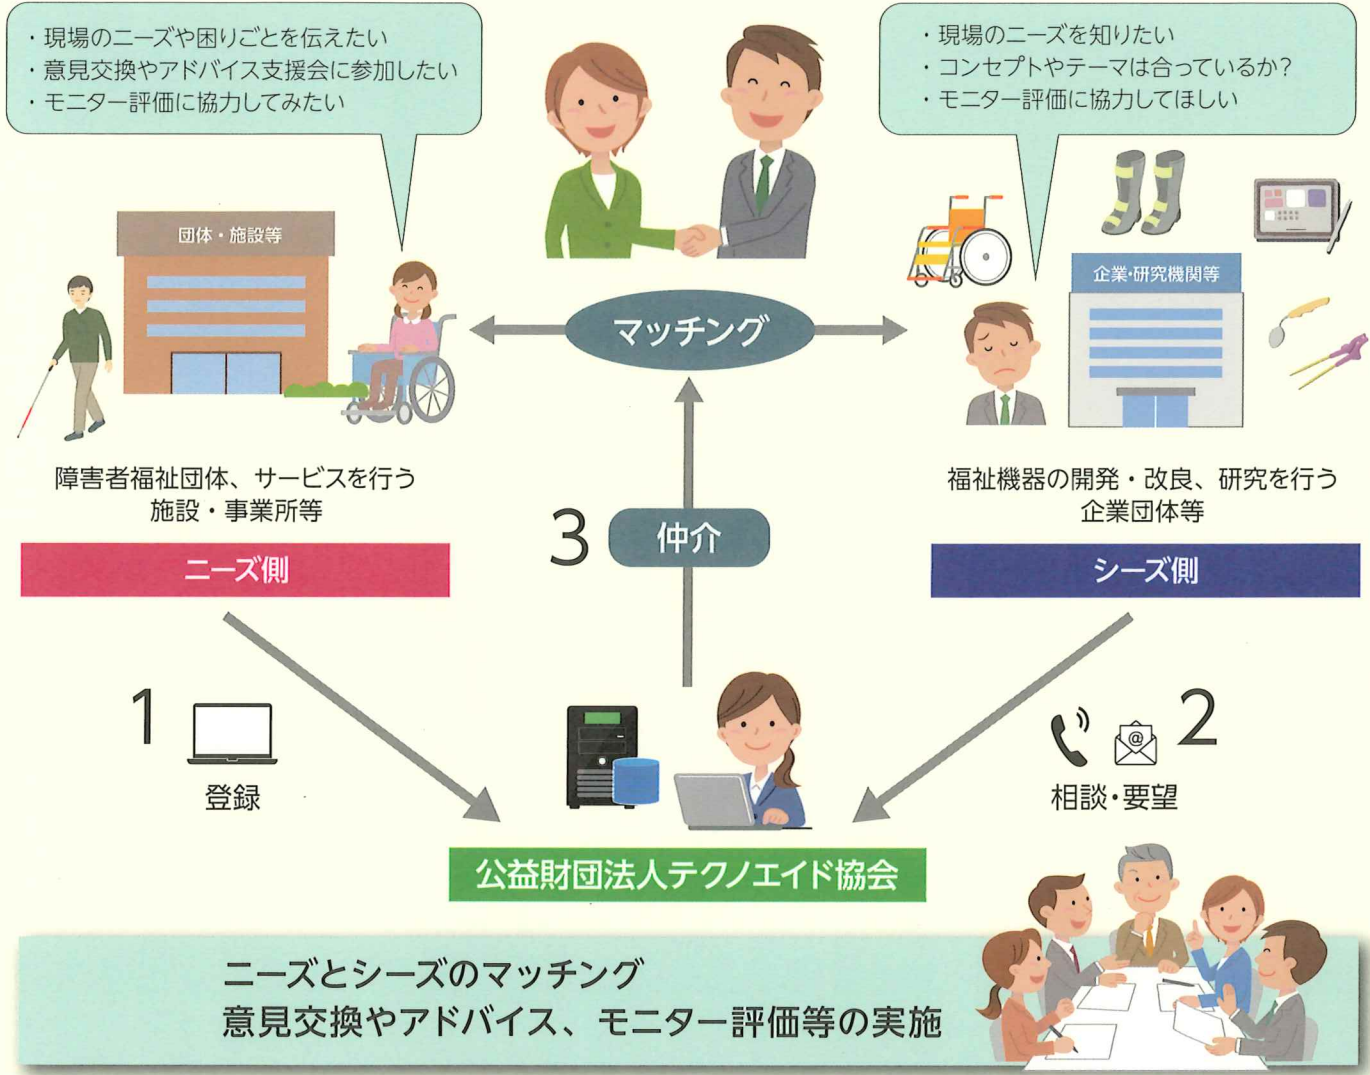 ・現場のニーズや困りごとを伝えたい
・意見交換やアドバイス支援会に参加したい
・モニター評価に協力してみたい
・現場のニーズを知りたい
・コンセプトやテーマは合っているか?
・モニター評価に協力してほしい
団体・施設等
企業・研究機関等
マッチング
障害者福祉団体、サービスを行う
施設・事業所等
福祉機器の開発・改良、研究を行う
企業団体等
3
仲介
ニーズ側
シーズ側
1
登録
2
@
相談・要望
公益財団法人テクノエイド協会
ニーズとシーズのマッチング
意見交換やアドバイス、モニター評価等の実施